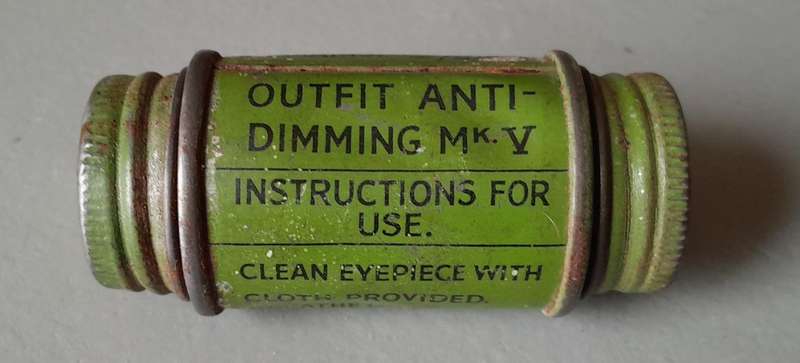 OUTFIT ANTI-
DIMMING MK. V
INSTRUCTIONS FOR
USE.
CLEAN EYEPIECE WITH
CLOTH PROVIDED.